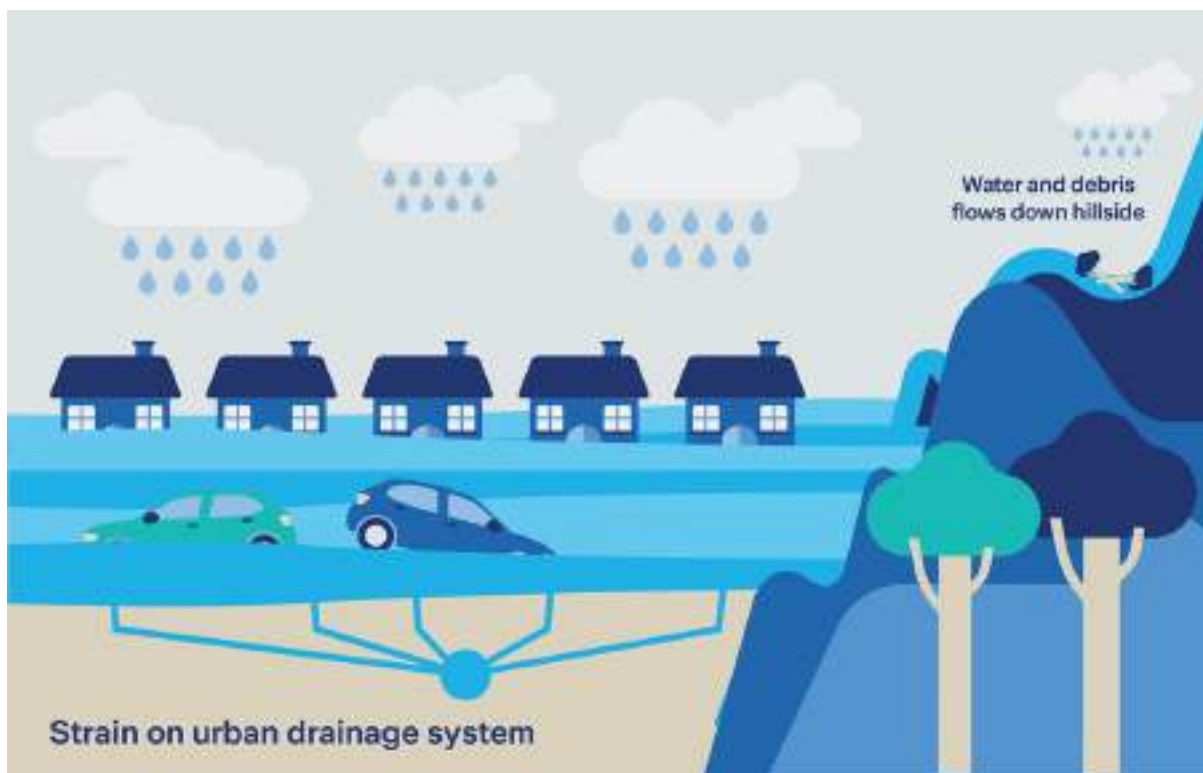 Water and debris
flows down hillside
Strain on urban drainage system